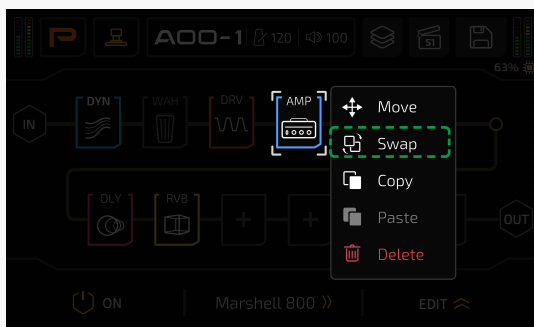 P A00-1 120 100 S1
63%
IN DYN WAH DRV AMP
Move
Swap
Copy
Paste
Delete
DLY RVB + + OUT
ON Marshell 800 》 EDIT